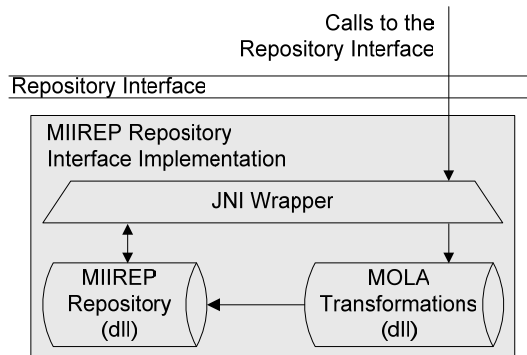 Calls to the
Repository Interface
Repository Interface
MIIREP Repository
Interface Implementation
JNI Wrapper
MIIREP
Repository
(dll)
MOLA
Transformations
(dll)